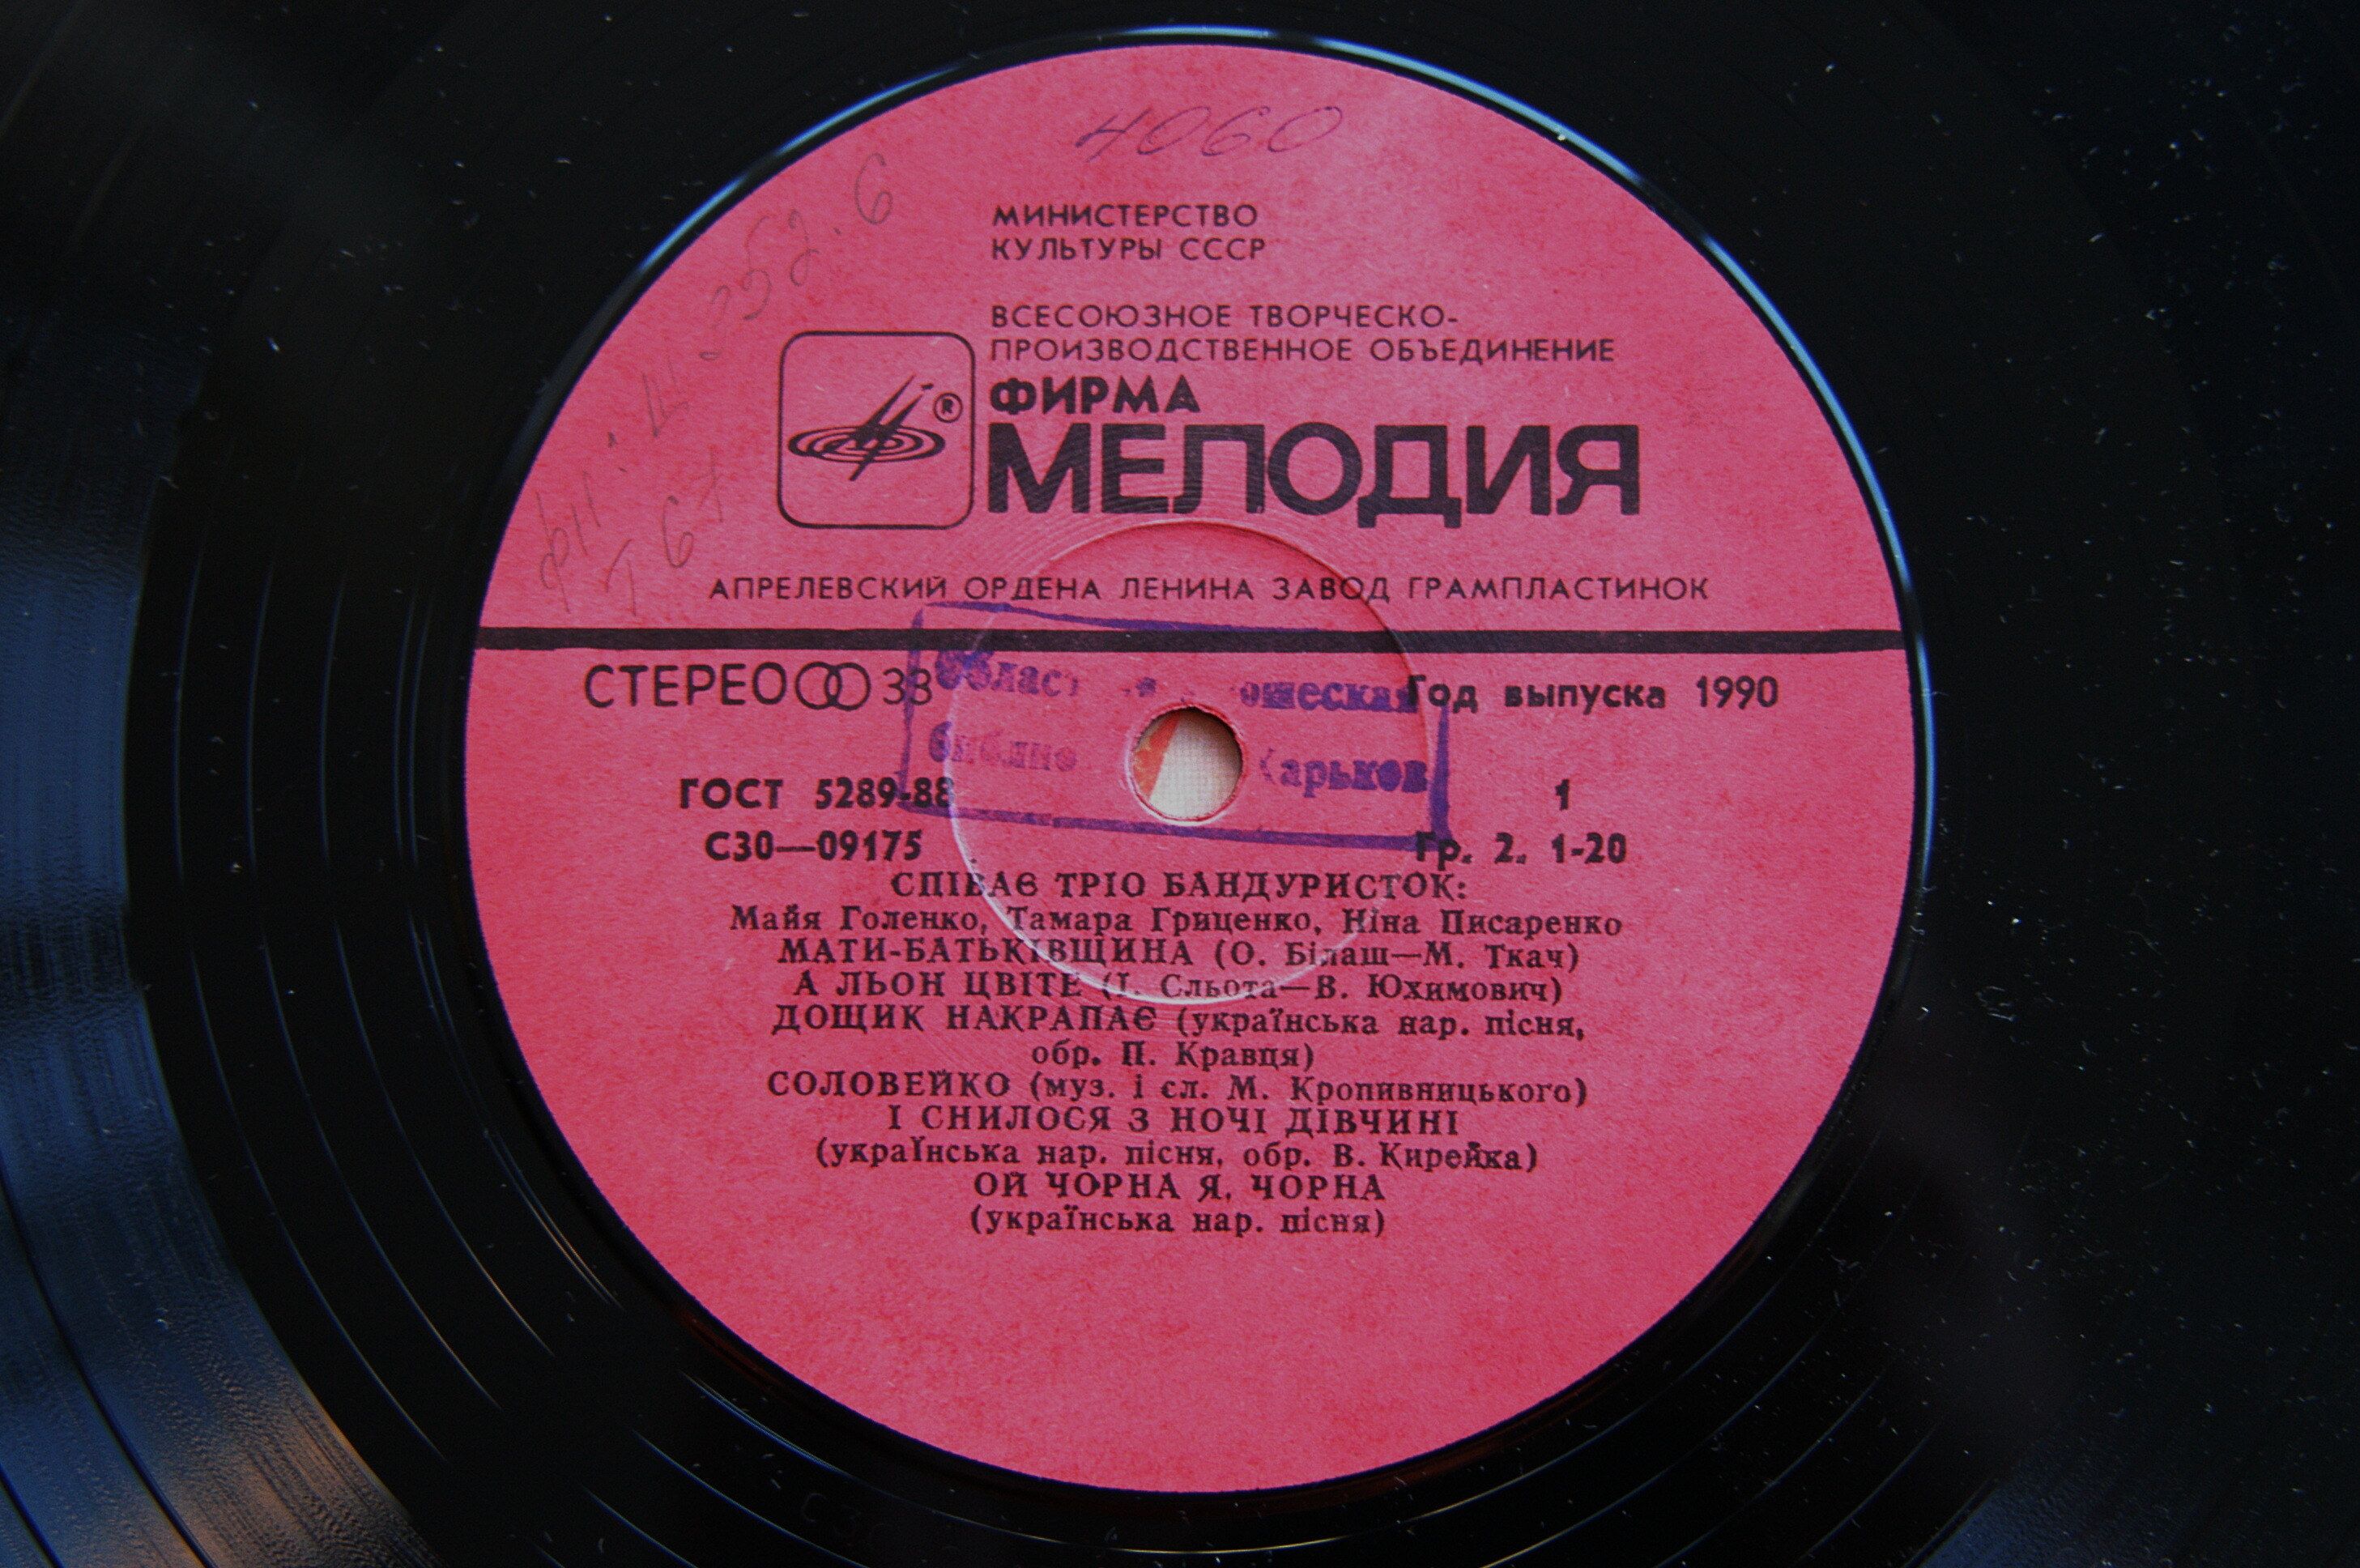 4060
МИНИСТЕРСТВО
КУЛЬТУРЫ СССР
ВСЕСОЮЗНОЕ ТВОРЧЕСКО-
ПРОИЗВОДСТВЕННОЕ ОБЪЕДИНЕНИЕ
ФИРМА
®
МЕЛОДИЯ
Т 67
АПРЕЛЕВСКИЙ ОРДЕНА ЛЕНИНА ЗАВОД ГРАМПЛАСТИНОК
СТЕРЕО 33 Год выпуска 1990
ГОСТ 5289-88 1
С30—09175 Гр. 2. 1-20
СПІВАЄ ТРІО БАНДУРИСТОК:
Майя Голенко, Тамара Гриценко, Ніна Писаренко
МАТИ-БАТЬКІВЩИНА (О. Білаш—М. Ткач)
А ЛЬОН ЦВІТЕ (І. Сльота—В. Юхимович)
ДОЩИК НАКРАПАЄ (українська нар. пісня,
обр. П. Кравця)
СОЛОВЕЙКО (муз. і сл. М. Кропивницького)
І СНИЛОСЯ З НОЧІ ДІВЧИНІ
(українська нар. пісня, обр. В. Кирейка)
ОЙ ЧОРНА Я, ЧОРНА
(українська нар. пісня)